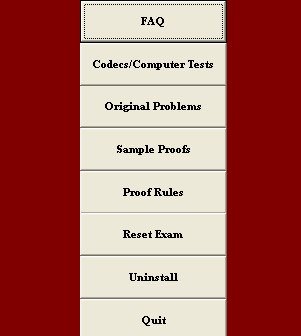 FAQ
Codecs/Computer Tests
Original Problems
Sample Proofs
Proof Rules
Reset Exam
Uninstall
Quit